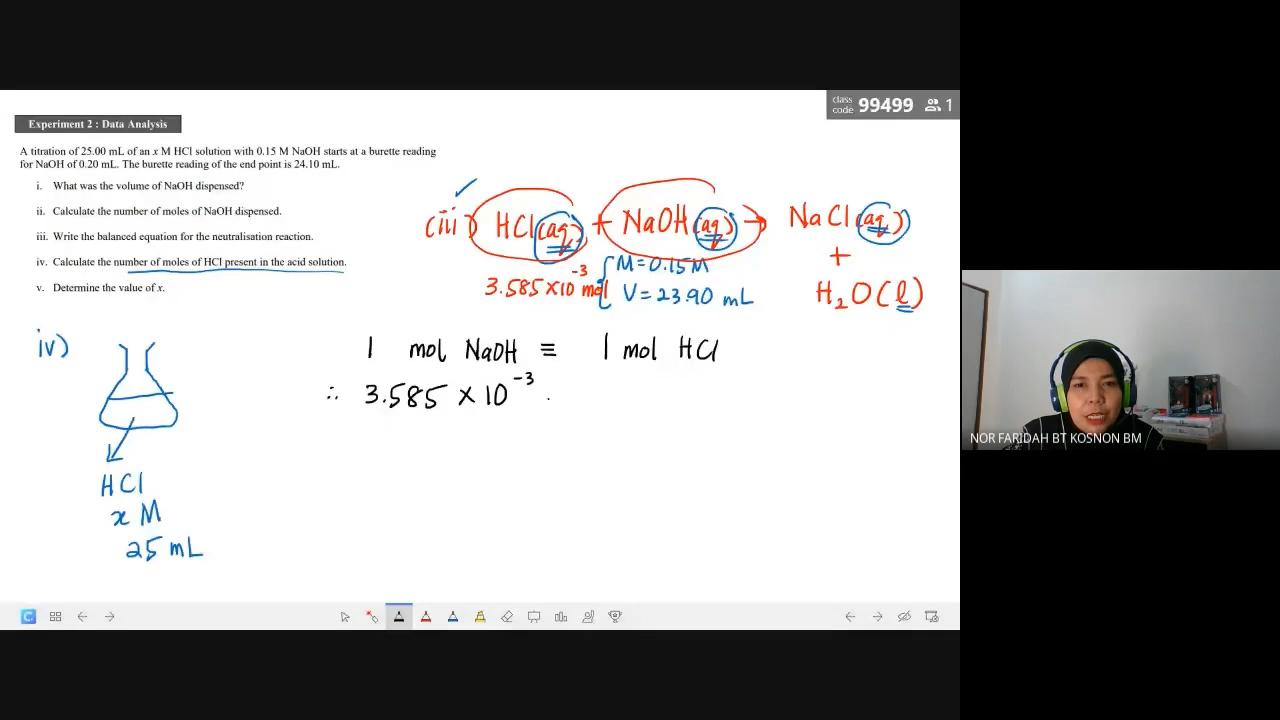 class code 99499 1
Experiment 2 : Data Analysis
A titration of 25.00 mL of an x M HCl solution with 0.15 M NaOH starts at a burette reading
for NaOH of 0.20 mL. The burette reading of the end point is 24.10 mL.
i. What was the volume of NaOH dispensed?
ii. Calculate the number of moles of NaOH dispensed.
iii. Write the balanced equation for the neutralisation reaction.
iv. Calculate the number of moles of HCl present in the acid solution.
v. Determine the value of x.
(iii) HCl(aq) + NaOH(aq) → NaCl(aq)
+
H₂O(l)
3.585 x 10⁻³ mol
M = 0.15 M
V = 23.90 mL
iv)
1 mol NaOH ≡ 1 mol HCl
∴ 3.585 × 10⁻³
HCl
x M
25 mL
NOR FARIDAH BT KOSNON BM